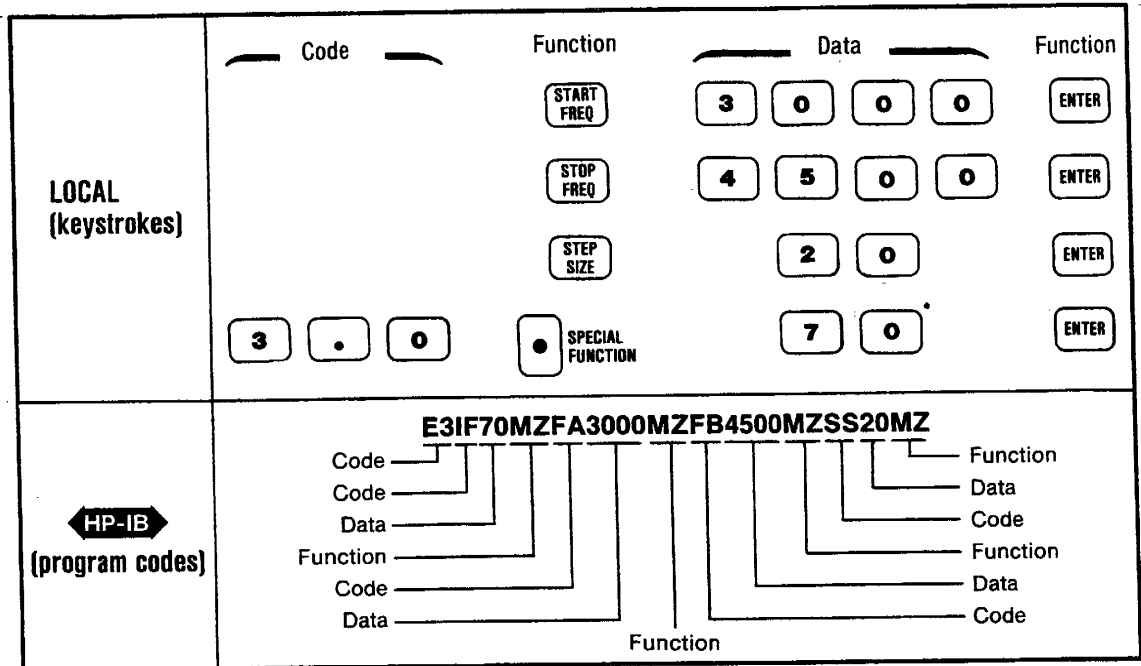 Code Function Data Function
START FREQ 3 0 0 0 ENTER
LOCAL (keystrokes)
STOP FREQ 4 5 0 0 ENTER
STEP SIZE 2 0 ENTER
3 . 0 SPECIAL FUNCTION 7 0 ENTER
E3IF70MZFA3000MZFB4500MZSS20MZ
Code Function
Code Data
Data Code
HP-IB
(program codes)
Function Function
Code Data
Data Code
Function